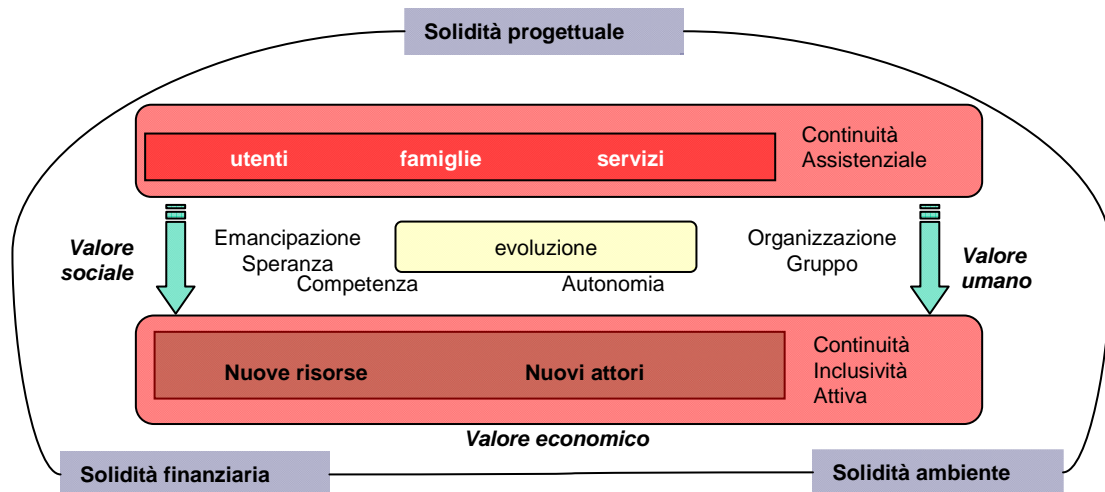 Solidità progettuale
utenti famiglie servizi
Continuità
Assistenziale
Valore
sociale
Emancipazione
Speranza
Competenza
evoluzione
Autonomia
Organizzazione
Gruppo
Valore
umano
Nuove risorse Nuovi attori
Continuità
Inclusività
Attiva
Valore economico
Solidità finanziaria
Solidità ambiente